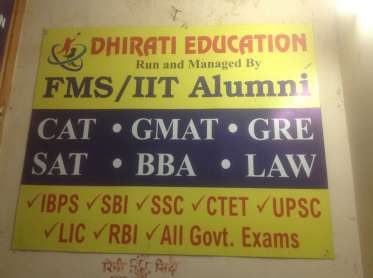 DHIRATI EDUCATION
Run and Managed By
FMS/IIT Alumni
CAT • GMAT • GRE
SAT • BBA • LAW
✓IBPS ✓SBI ✓SSC ✓CTET ✓UPSC
✓LIC ✓RBI ✓All Govt. Exams